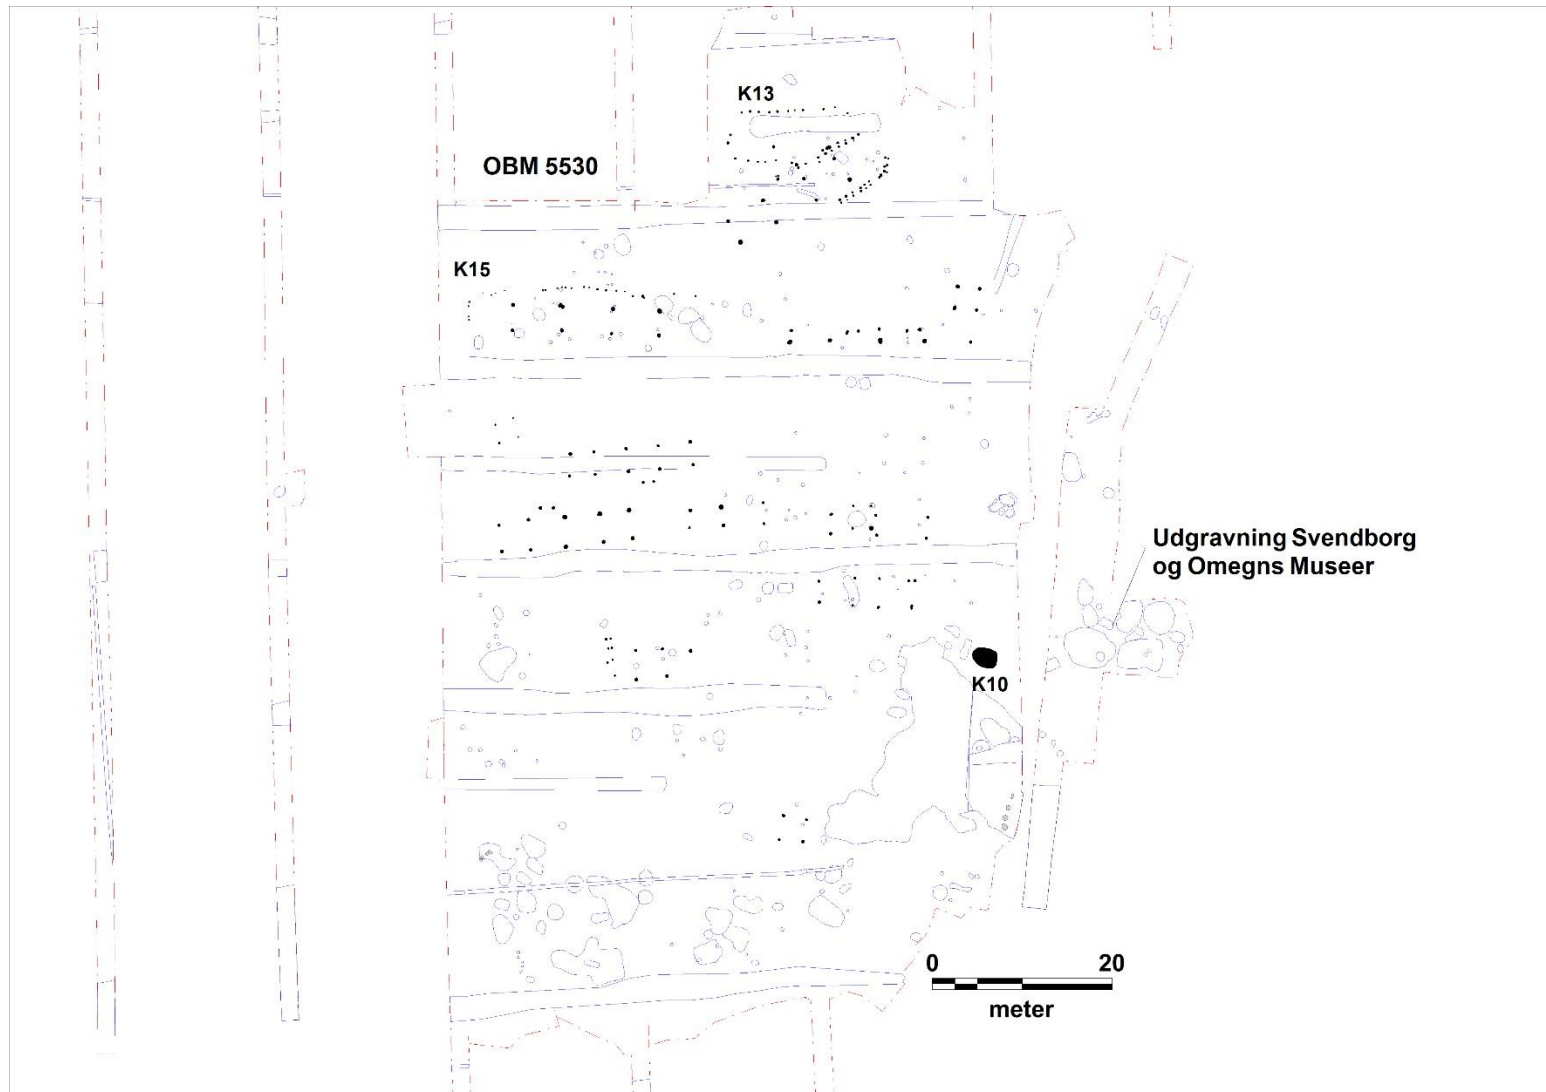 K13
OBM 5530
K15
Udgravning Svendborg
og Omegns Museer
K10
0 20
meter